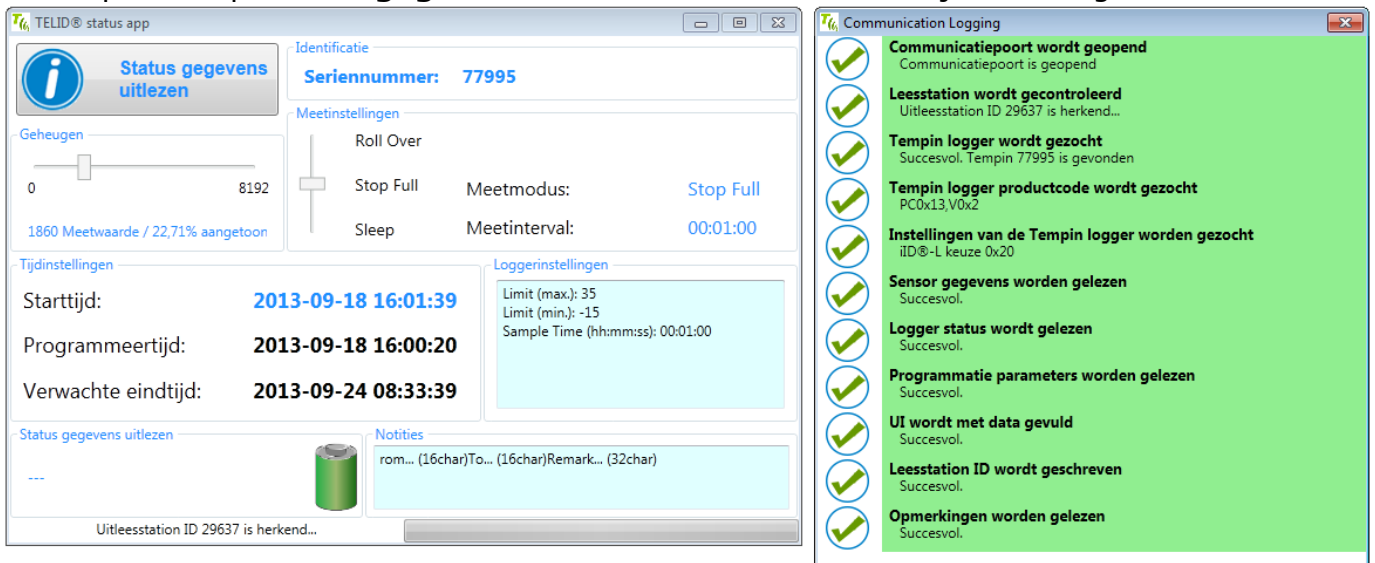 TELID® status app
Status gegevens
uitlezen
Identificatie
Seriennummer: 77995
Geheugen
0 8192
1860 Meetwaarde / 22,71% aangetoon
Meetinstellingen
Roll Over
Stop Full
Sleep
Meetmodus: Stop Full
Meetinterval: 00:01:00
Tijdinstellingen
Starttijd: 2013-09-18 16:01:39
Programmeertijd: 2013-09-18 16:00:20
Verwachte eindtijd: 2013-09-24 08:33:39
Loggerinstellingen
Limit (max.): 35
Limit (min.): -15
Sample Time (hh:mm:ss): 00:01:00
Status gegevens uitlezen
---
Notities
rom... (16char)To... (16char)Remark... (32char)
Uitleesstation ID 29637 is herkend...
Communication Logging
Communicatiepoort wordt geopend
Communicatiepoort is geopend
Leesstation wordt gecontroleerd
Uitleesstation ID 29637 is herkend...
Tempin logger wordt gezocht
Succesvol. Tempin 77995 is gevonden
Tempin logger productcode wordt gezocht
PC0x13,V0x2
Instellingen van de Tempin logger worden gezocht
iID®-L keuze 0x20
Sensor gegevens worden gelezen
Succesvol.
Logger status wordt gelezen
Succesvol.
Programmatie parameters worden gelezen
Succesvol.
UI wordt met data gevuld
Succesvol.
Leesstation ID wordt geschreven
Succesvol.
Opmerkingen worden gelezen
Succesvol.